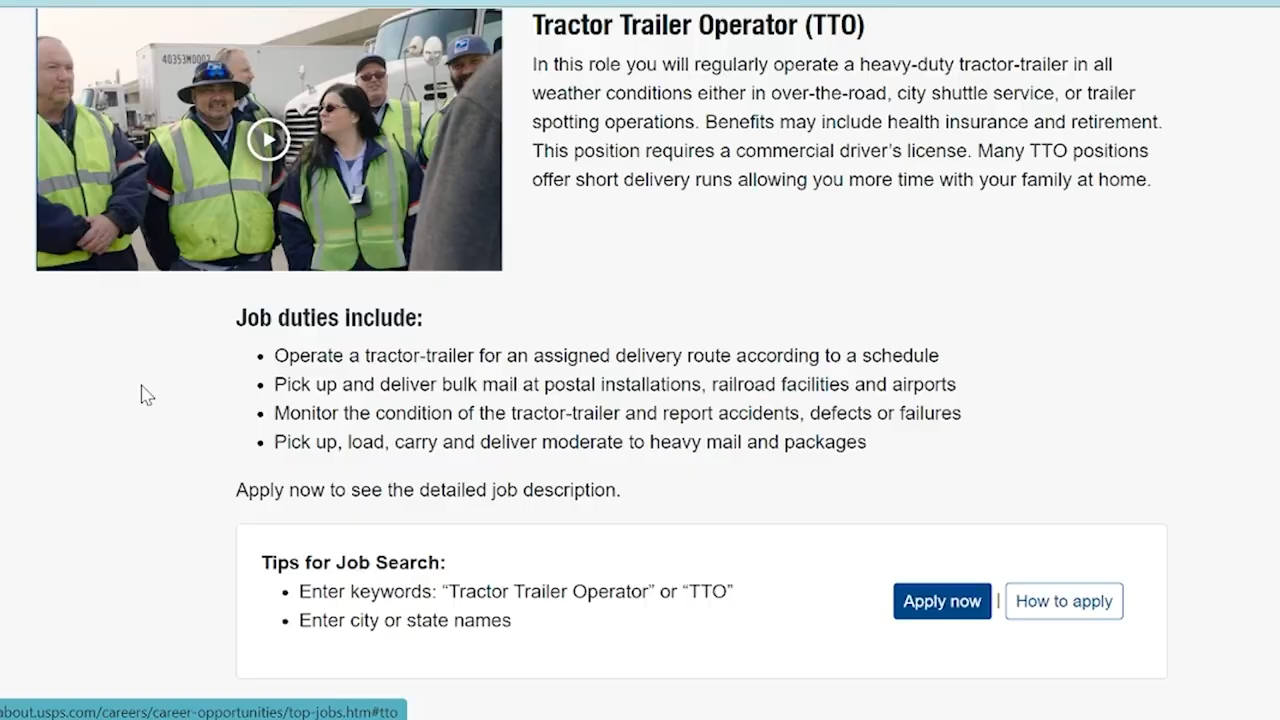 Tractor Trailer Operator (TTO)
In this role you will regularly operate a heavy-duty tractor-trailer in all
weather conditions either in over-the-road, city shuttle service, or trailer
spotting operations. Benefits may include health insurance and retirement.
This position requires a commercial driver’s license. Many TTO positions
offer short delivery runs allowing you more time with your family at home.
Job duties include:
Operate a tractor-trailer for an assigned delivery route according to a schedule
Pick up and deliver bulk mail at postal installations, railroad facilities and airports
Monitor the condition of the tractor-trailer and report accidents, defects or failures
Pick up, load, carry and deliver moderate to heavy mail and packages
Apply now to see the detailed job description.
Tips for Job Search:
Enter keywords: “Tractor Trailer Operator” or “TTO”
Enter city or state names
Apply now | How to apply
about.usps.com/careers/career-opportunities/top-jobs.htm#tto